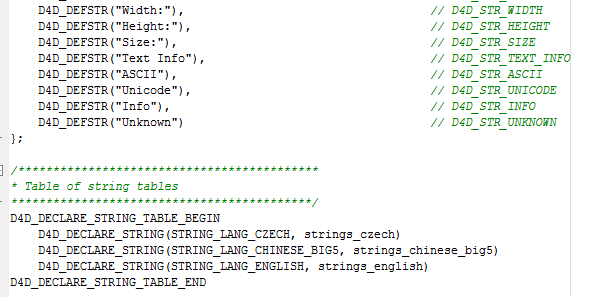 D4D_DEFSTR("Width:"), // D4D_STR_WIDTH
D4D_DEFSTR("Height:"), // D4D_STR_HEIGHT
D4D_DEFSTR("Size:"), // D4D_STR_SIZE
D4D_DEFSTR("Text Info"), // D4D_STR_TEXT_INFO
D4D_DEFSTR("ASCII"), // D4D_STR_ASCII
D4D_DEFSTR("Unicode"), // D4D_STR_UNICODE
D4D_DEFSTR("Info"), // D4D_STR_INFO
D4D_DEFSTR("Unknown") // D4D_STR_UNKNOWN
};
/*******************************************
* Table of string tables
*******************************************/
D4D_DECLARE_STRING_TABLE_BEGIN
D4D_DECLARE_STRING(STRING_LANG_CZECH, strings_czech)
D4D_DECLARE_STRING(STRING_LANG_CHINESE_BIG5, strings_chinese_big5)
D4D_DECLARE_STRING(STRING_LANG_ENGLISH, strings_english)
D4D_DECLARE_STRING_TABLE_END